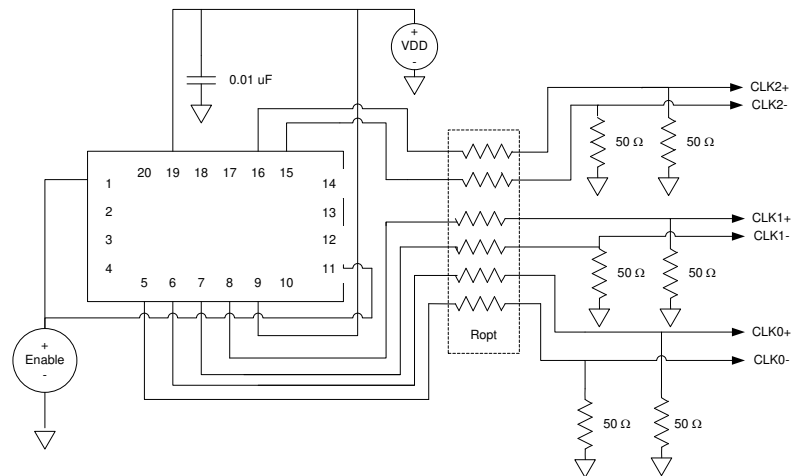 +
VDD
-
0.01 uF
CLK2+
CLK2-
50 Ω 50 Ω
20 19 18 17 16 15
1 14
2 13
3 12
4 11
5 6 7 8 9 10
CLK1+
CLK1-
50 Ω 50 Ω
Ropt
+
Enable
-
CLK0+
CLK0-
50 Ω 50 Ω